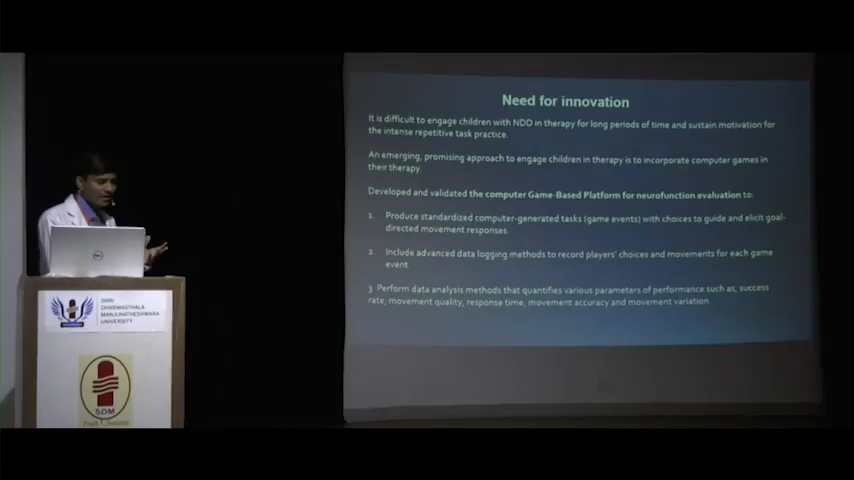 Need for innovation
It is difficult to engage children with NDD in therapy for long periods of time and sustain motivation for
the intense repetitive task practice.
An emerging, promising approach to engage children in therapy is to incorporate computer games in
their therapy.
Developed and validated the computer Game-Based Platform for neurofunction evaluation to:
1. Produce standardized computer-generated tasks (game events) with choices to guide and elicit goal-
directed movement responses.
2. Include advanced data logging methods to record players' choices and movements for each game
event.
3 Perform data analysis methods that quantifies various parameters of performance such as, success
rate, movement quality, response time, movement accuracy and movement variation.
DELL
SHRI
DHARMASTHALA
MANJUNATHESHWARA
UNIVERSITY
SDM